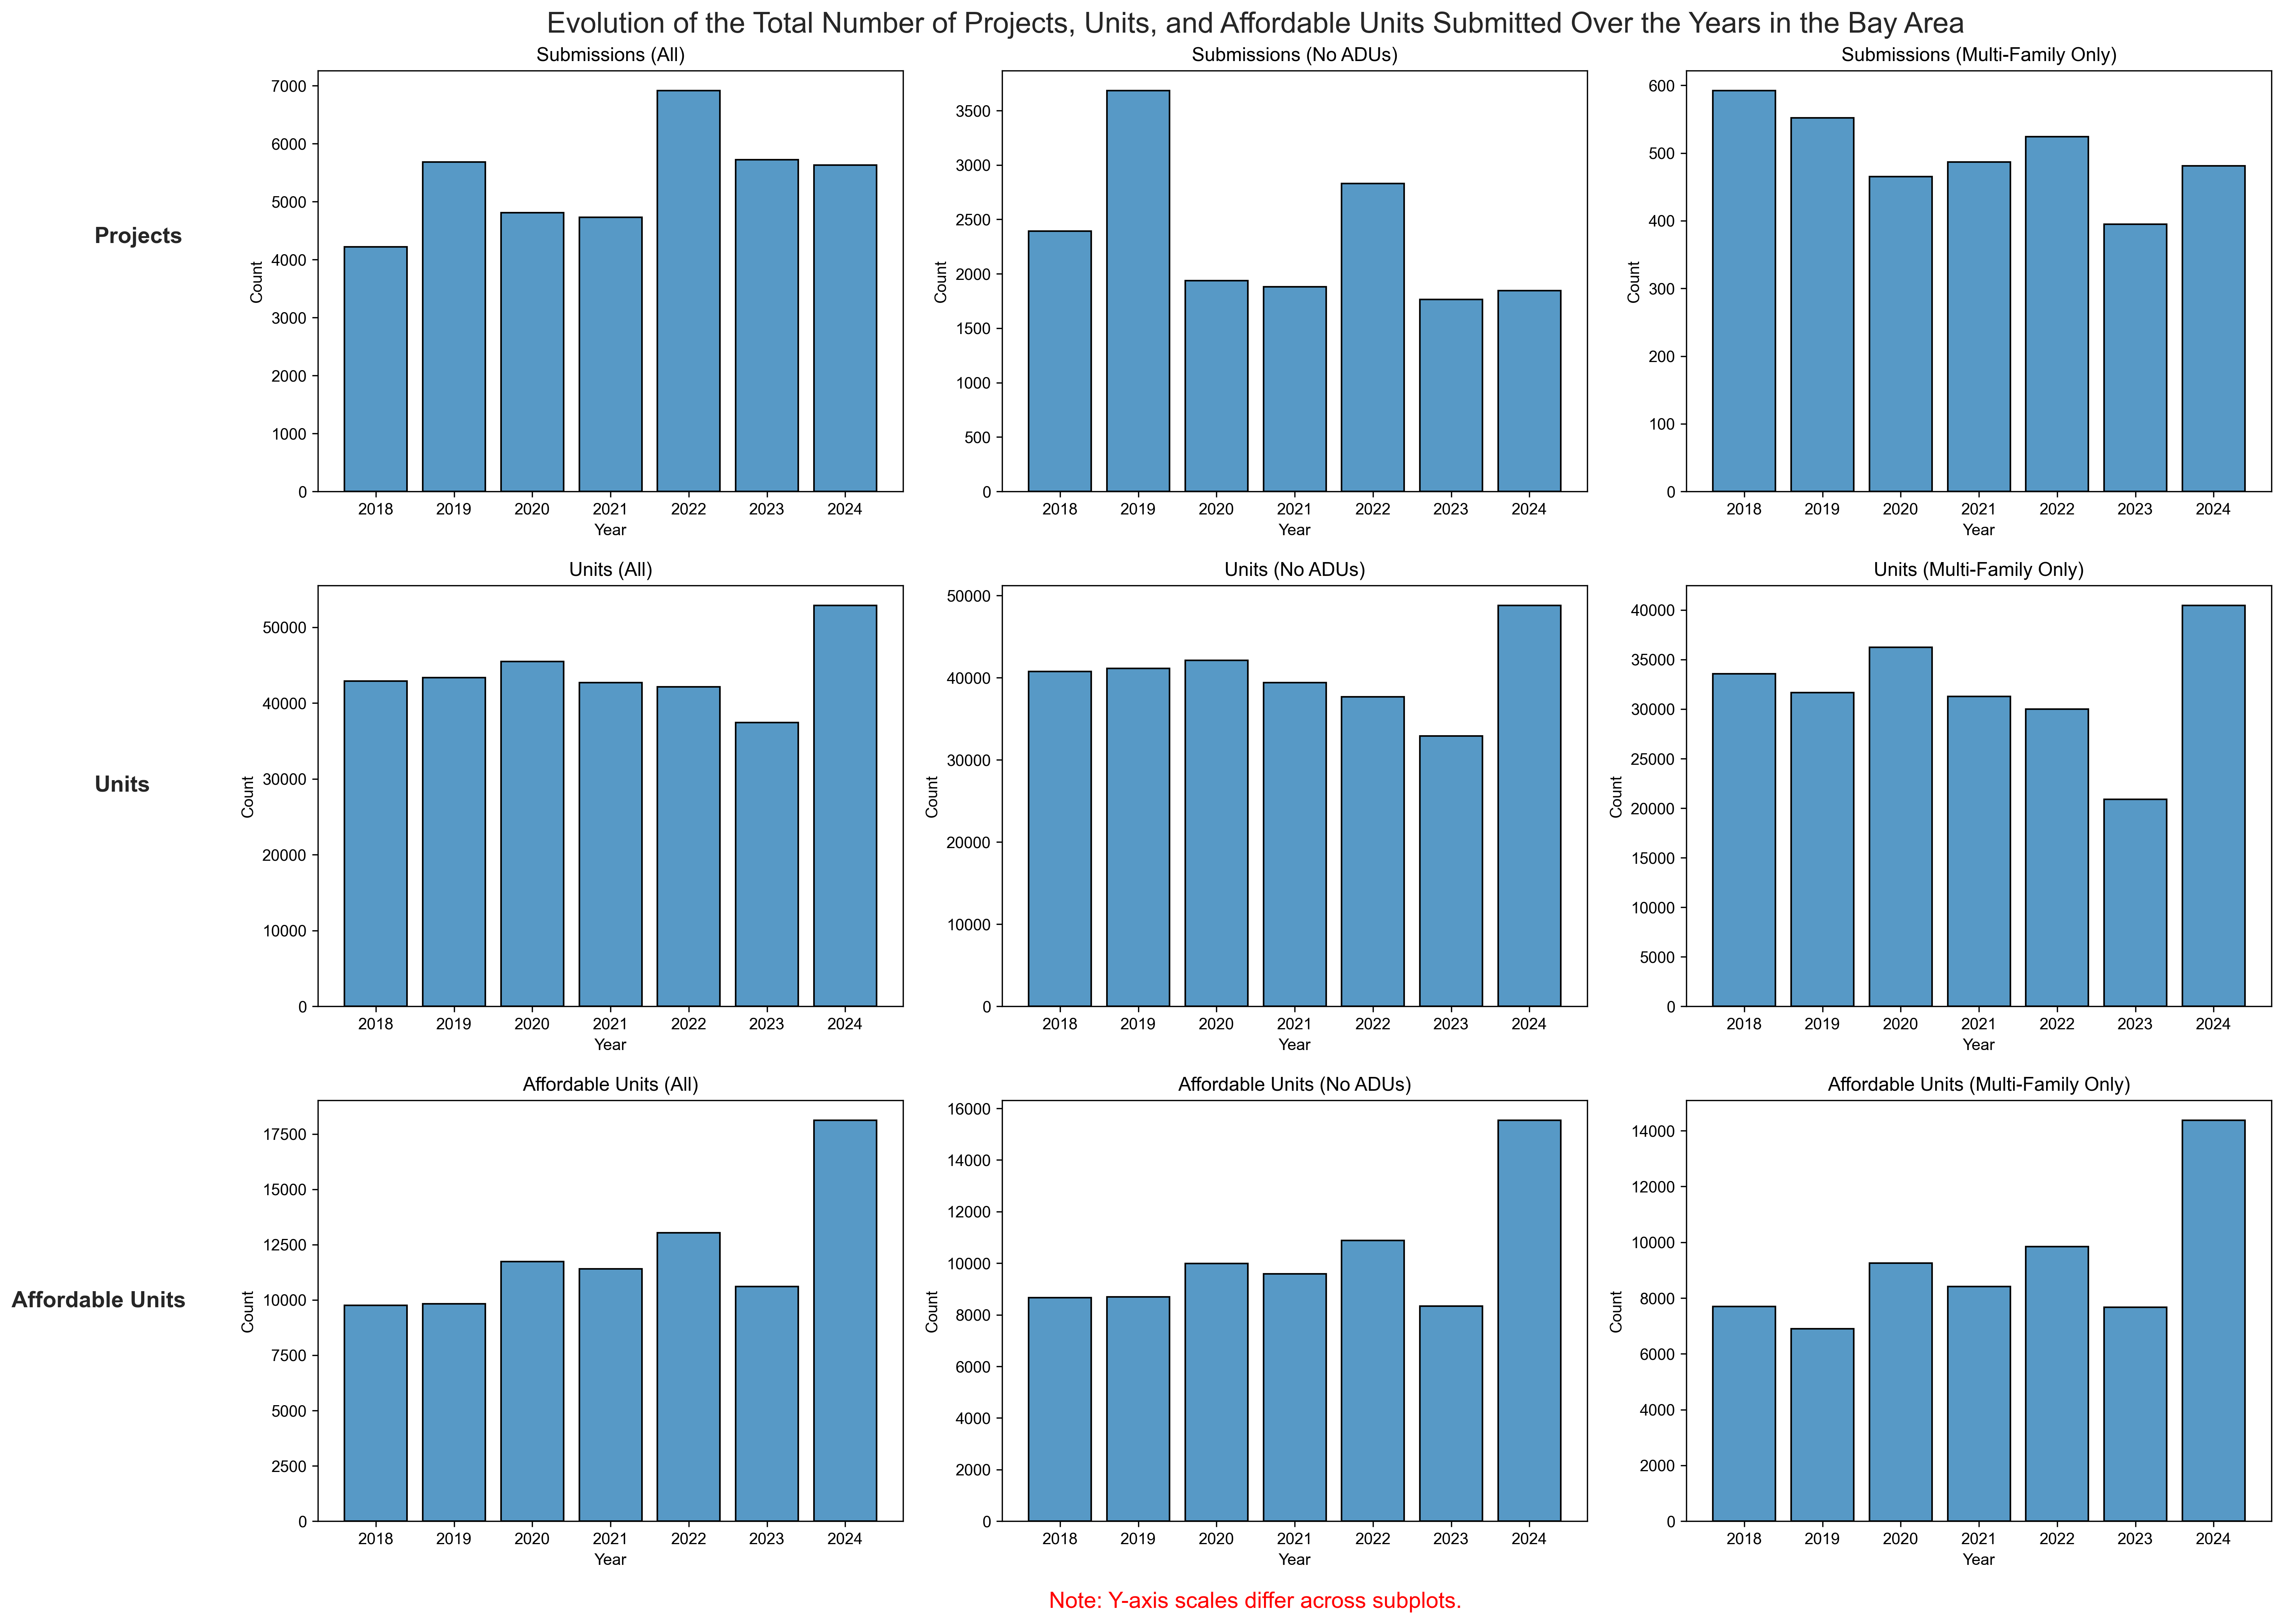 Evolution of the Total Number of Projects, Units, and Affordable Units Submitted Over the Years in the Bay Area
Projects
Submissions (All)
Count
7000
6000
5000
4000
3000
2000
1000
0
2018 2019 2020 2021 2022 2023 2024
Year
Submissions (No ADUs)
Count
3500
3000
2500
2000
1500
1000
500
0
2018 2019 2020 2021 2022 2023 2024
Year
Submissions (Multi-Family Only)
Count
600
500
400
300
200
100
0
2018 2019 2020 2021 2022 2023 2024
Year
Units
Units (All)
Count
50000
40000
30000
20000
10000
0
2018 2019 2020 2021 2022 2023 2024
Year
Units (No ADUs)
Count
50000
40000
30000
20000
10000
0
2018 2019 2020 2021 2022 2023 2024
Year
Units (Multi-Family Only)
Count
40000
35000
30000
25000
20000
15000
10000
5000
0
2018 2019 2020 2021 2022 2023 2024
Year
Affordable Units
Affordable Units (All)
Count
17500
15000
12500
10000
7500
5000
2500
0
2018 2019 2020 2021 2022 2023 2024
Year
Affordable Units (No ADUs)
Count
16000
14000
12000
10000
8000
6000
4000
2000
0
2018 2019 2020 2021 2022 2023 2024
Year
Affordable Units (Multi-Family Only)
Count
14000
12000
10000
8000
6000
4000
2000
0
2018 2019 2020 2021 2022 2023 2024
Year
Note: Y-axis scales differ across subplots.